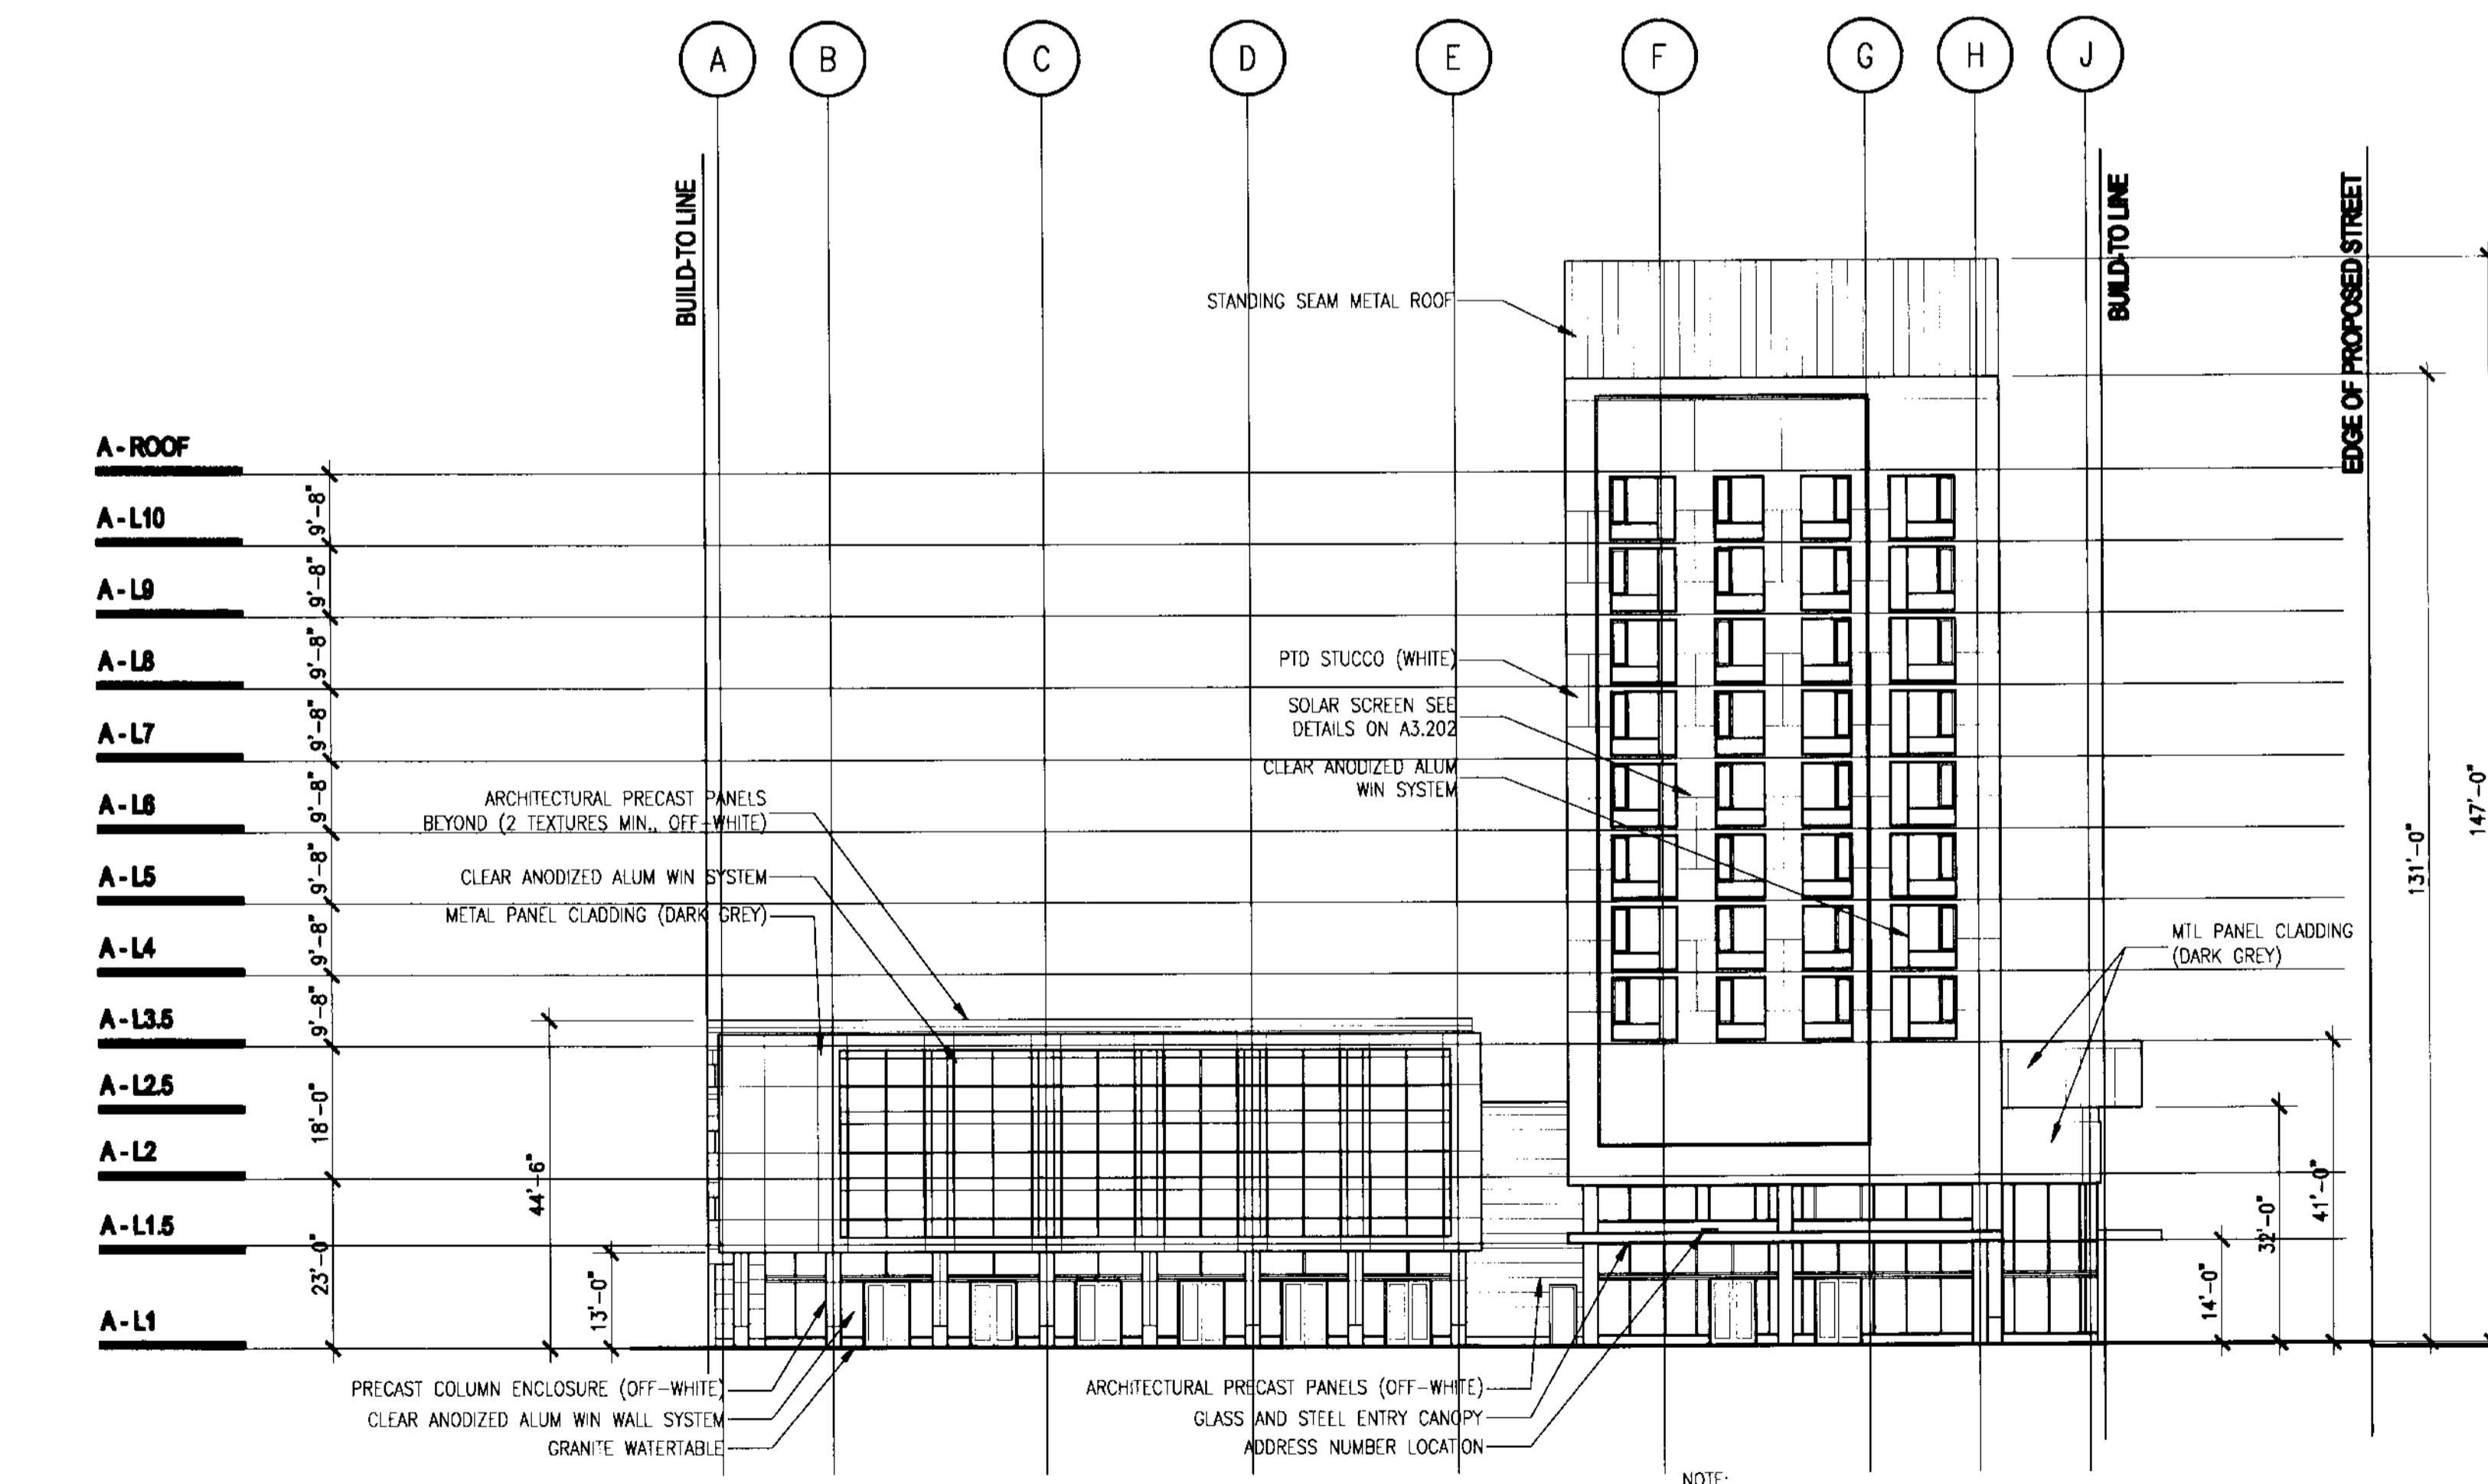 A
B
C
D
E
F
G
H
J
BUILD-TO LINE
BUILD-TO LINE
EDGE OF PROPOSED STREET
STANDING SEAM METAL ROOF
A - ROOF
9'-8"
A - L10
9'-8"
A - L9
9'-8"
A - L8
9'-8"
A - L7
9'-8"
A - L6
9'-8"
A - L5
9'-8"
A - L4
9'-8"
A - L3.5
A - L2.5
18'-0"
A - L2
A - L1.5
23'-0"
A - L1
44'-6"
13'-0"
PTD STUCCO (WHITE)
SOLAR SCREEN SEE
DETAILS ON A3.202
CLEAR ANODIZED ALUM
WIN SYSTEM
ARCHITECTURAL PRECAST PANELS
BEYOND (2 TEXTURES MIN., OFF-WHITE)
CLEAR ANODIZED ALUM WIN SYSTEM
METAL PANEL CLADDING (DARK GREY)
MTL PANEL CLADDING
(DARK GREY)
147'-0"
131'-0"
41'-0"
32'-0"
14'-0"
PRECAST COLUMN ENCLOSURE (OFF-WHITE)
CLEAR ANODIZED ALUM WIN WALL SYSTEM
GRANITE WATERTABLE
ARCHITECTURAL PRECAST PANELS (OFF-WHITE)
GLASS AND STEEL ENTRY CANOPY
ADDRESS NUMBER LOCATION
NOTE: